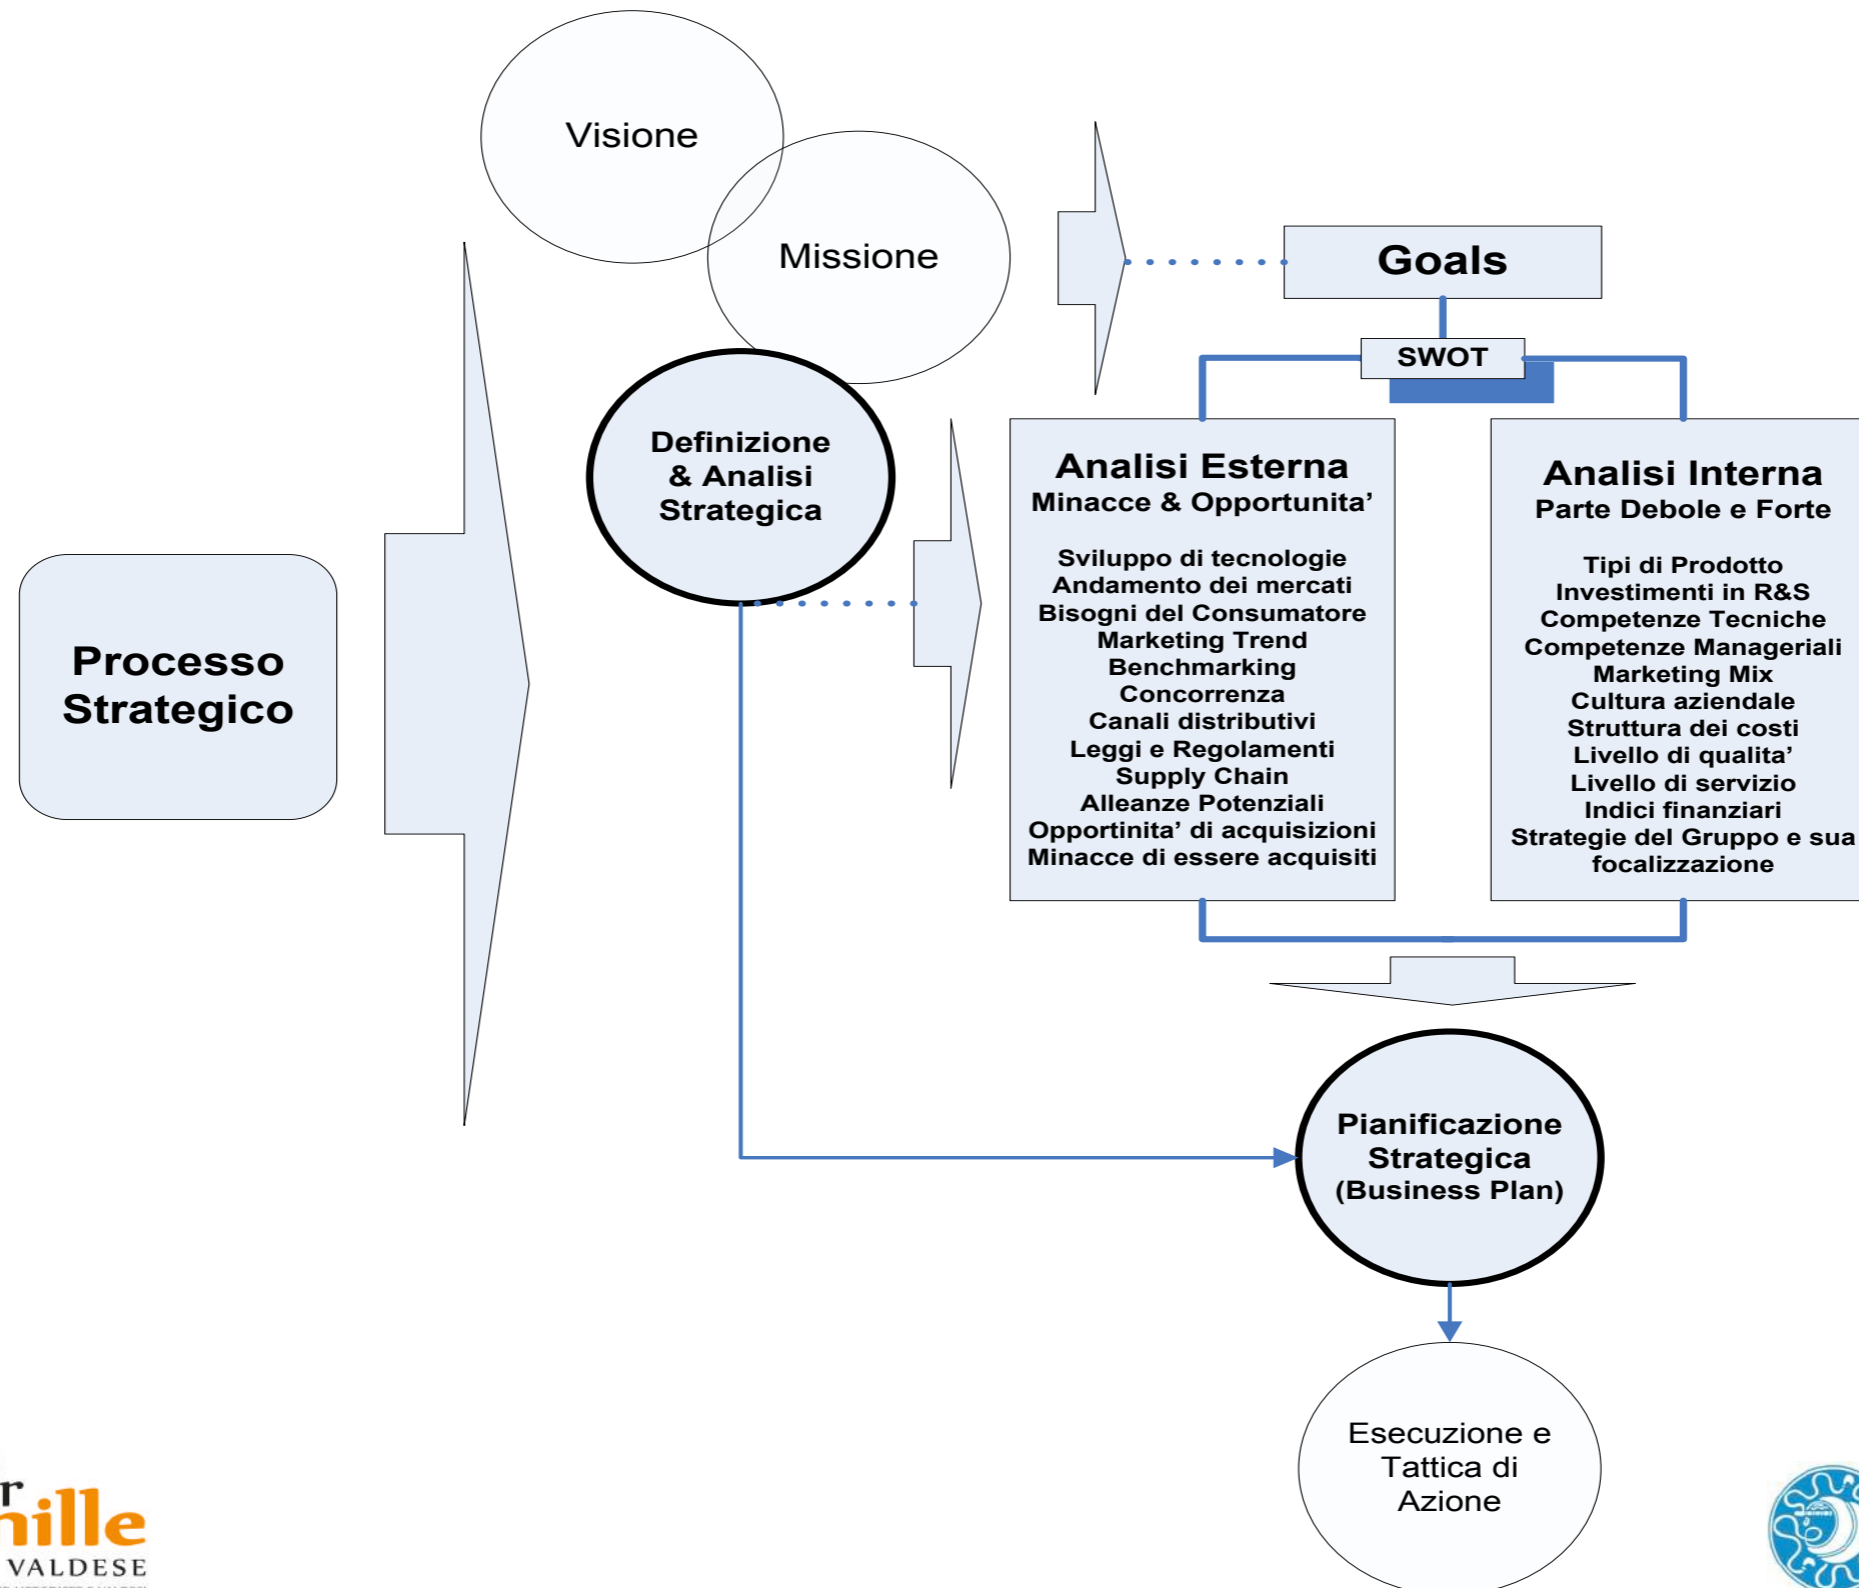 Visione
Missione
Goals
SWOT
Definizione
& Analisi
Strategica
Analisi Esterna
Minacce & Opportunita’
Sviluppo di tecnologie
Andamento dei mercati
Bisogni del Consumatore
Marketing Trend
Benchmarking
Concorrenza
Canali distributivi
Leggi e Regolamenti
Supply Chain
Alleanze Potenziali
Opportinita’ di acquisizioni
Minacce di essere acquisiti
Analisi Interna
Parte Debole e Forte
Tipi di Prodotto
Investimenti in R&S
Competenze Tecniche
Competenze Manageriali
Marketing Mix
Cultura aziendale
Struttura dei costi
Livello di qualita’
Livello di servizio
Indici finanziari
Strategie del Gruppo e sua
focalizzazione
Processo
Strategico
Pianificazione
Strategica
(Business Plan)
Esecuzione e
Tattica di
Azione
VALDESE